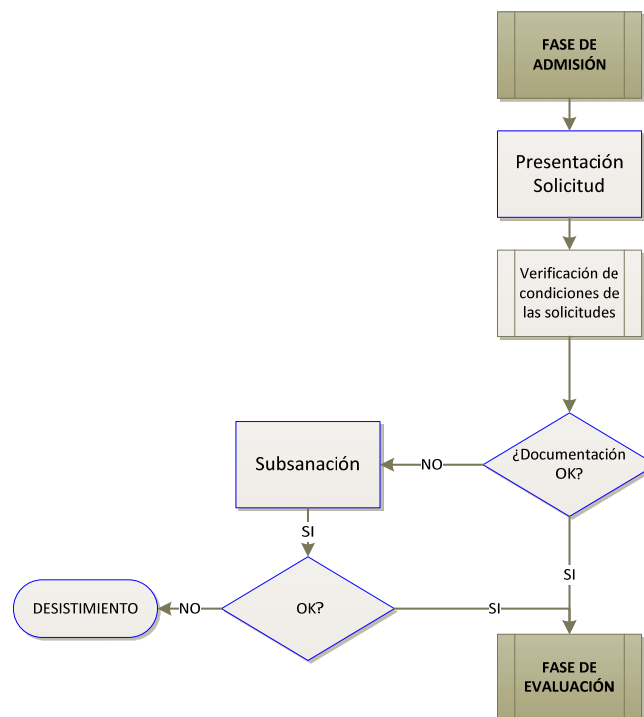 FASE DE
ADMISIÓN
Presentación
Solicitud
Verificación de
condiciones de
las solicitudes
¿Documentación
OK?
NO
Subsanación
SI
SI
OK?
NO
DESISTIMIENTO
SI
FASE DE
EVALUACIÓN